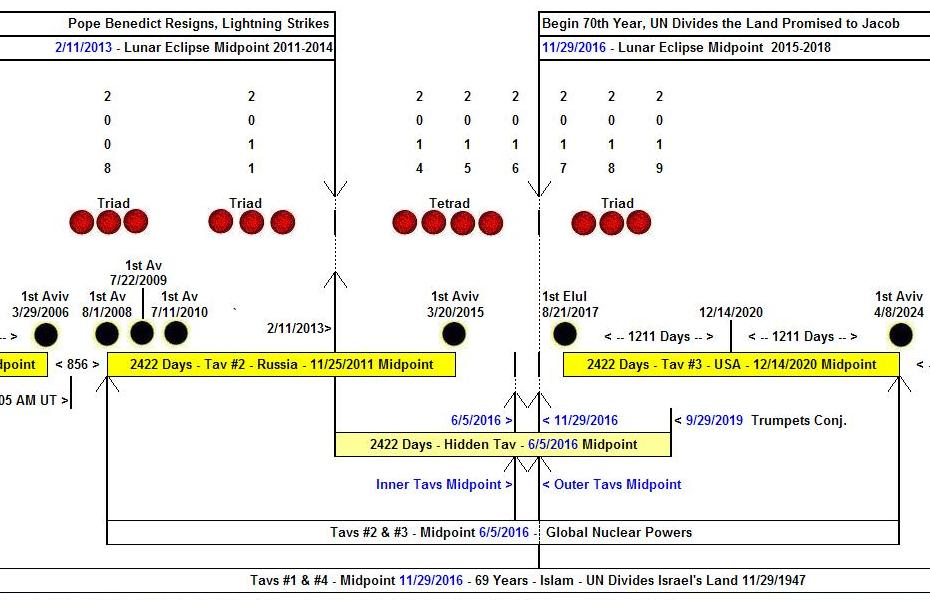 Pope Benedict Resigns, Lightning Strikes
Begin 70th Year, UN Divides the Land Promised to Jacob
2/11/2013 - Lunar Eclipse Midpoint 2011-2014
11/29/2016 - Lunar Eclipse Midpoint 2015-2018
2 2 2 2 2 2 2 2
0 0 0 0 0 0 0 0
0 1 1 1 1 1 1 1
8 1 4 5 6 7 8 9
Triad Triad Tetrad Triad
1st Av
7/22/2009
1st Aviv 1st Av 1st Av 1st Aviv 1st Elul 1st Aviv
3/29/2006 8/1/2008 7/11/2010 3/20/2015 8/21/2017 12/14/2020 4/8/2024
-- > 2/11/2013> < -- 1211 Days -- > < -- 1211 Days -- >
dpoint < 856 > 2422 Days - Tav #2 - Russia - 11/25/2011 Midpoint 2422 Days - Tav #3 - USA - 12/14/2020 Midpoint < -
05 AM UT >
6/5/2016 > < 11/29/2016 < 9/29/2019 Trumpets Conj.
2422 Days - Hidden Tav - 6/5/2016 Midpoint
Inner Tavs Midpoint > < Outer Tavs Midpoint
Tavs #2 & #3 - Midpoint 6/5/2016 - Global Nuclear Powers
Tavs #1 & #4 - Midpoint 11/29/2016 - 69 Years - Islam - UN Divides Israel's Land 11/29/1947